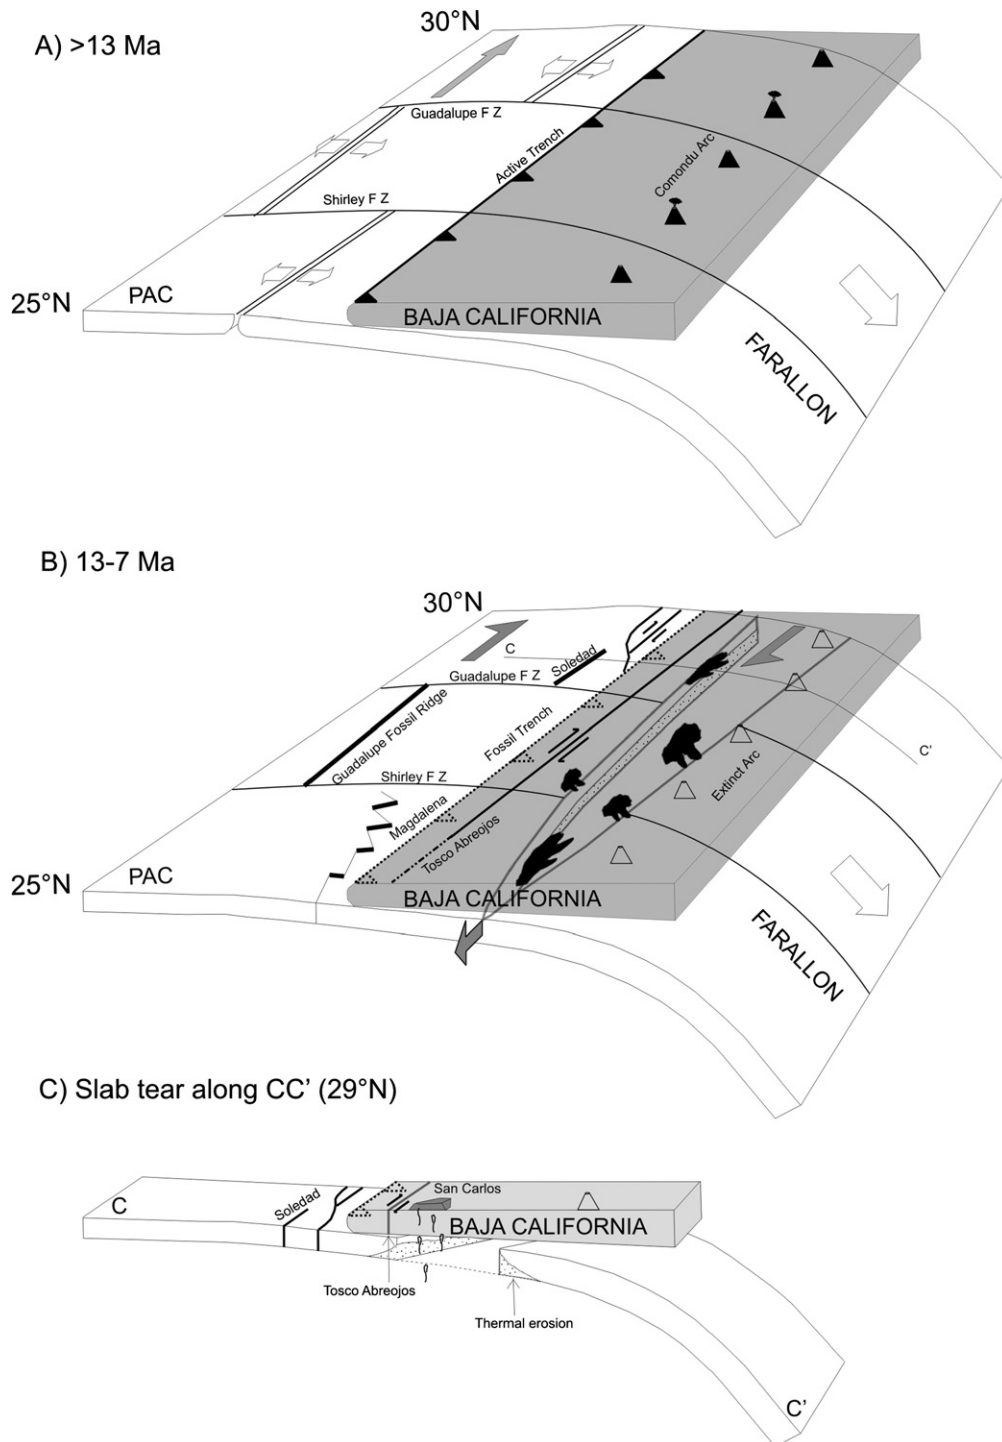 A) >13 Ma
30°N
Guadalupe F Z
Active Trench
Comondu Arc
Shirley F Z
25°N
PAC
BAJA CALIFORNIA
FARALLON
B) 13-7 Ma
30°N
C
Soledad
Guadalupe F Z
Guadalupe Fossil Ridge
Fossil Trench
C'
Extinct Arc
Shirley F Z
Magdalena
Tosco Abreojos
25°N
PAC
BAJA CALIFORNIA
FARALLON
C) Slab tear along CC' (29°N)
San Carlos
C
Soledad
BAJA CALIFORNIA
Tosco Abreojos
Thermal erosion
C'